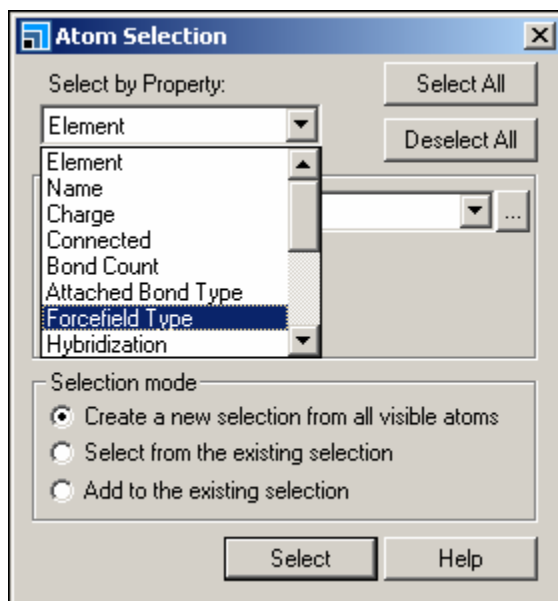 Atom Selection
Select by Property:
Select All
Element
Deselect All
Element
Name
Charge
Connected
Bond Count
Attached Bond Type
Forcefield Type
Hybridization
...
Selection mode
Create a new selection from all visible atoms
Select from the existing selection
Add to the existing selection
Select
Help